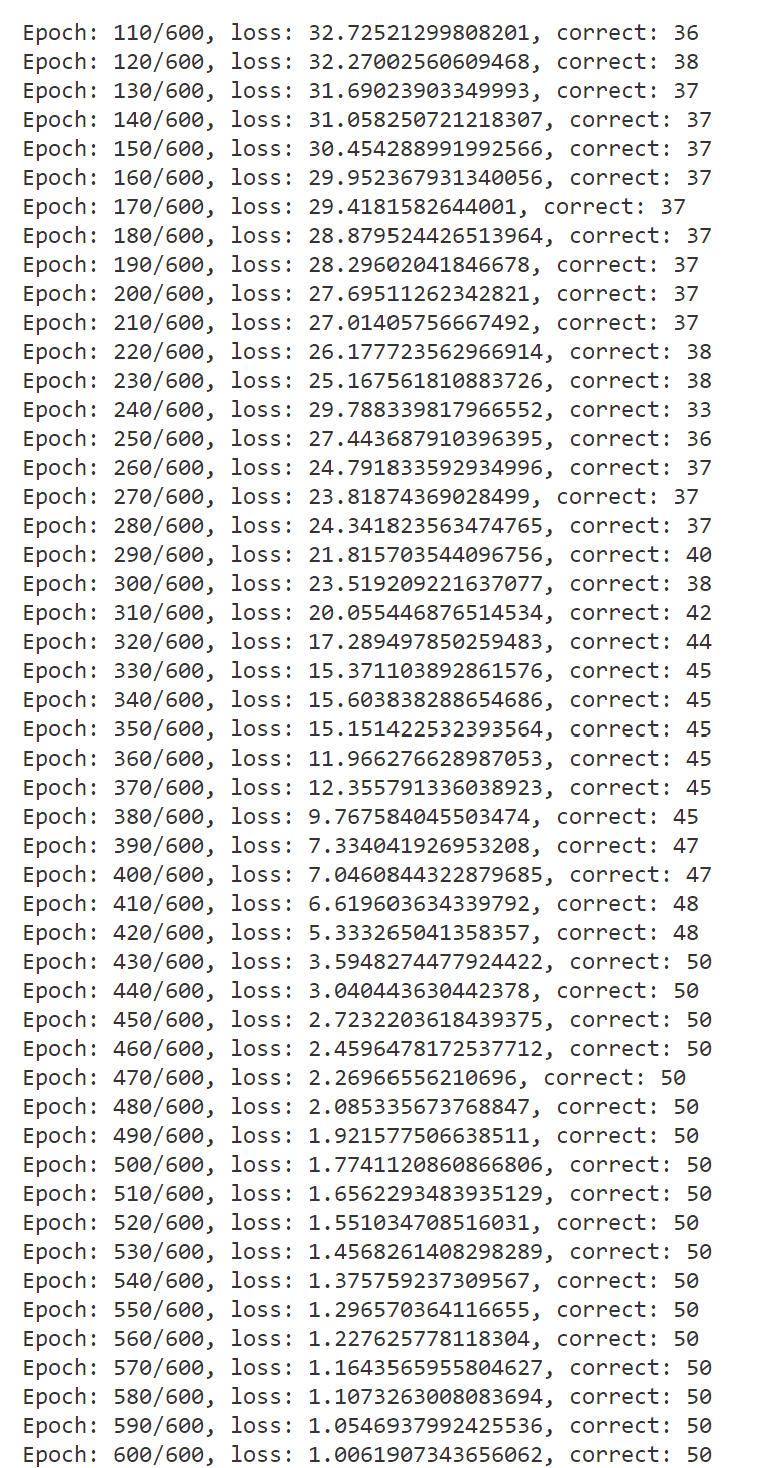 Epoch: 110/600, loss: 32.72521299808201, correct: 36
Epoch: 120/600, loss: 32.27002560609468, correct: 38
Epoch: 130/600, loss: 31.69023903349993, correct: 37
Epoch: 140/600, loss: 31.058250721218307, correct: 37
Epoch: 150/600, loss: 30.454288991992566, correct: 37
Epoch: 160/600, loss: 29.952367931340056, correct: 37
Epoch: 170/600, loss: 29.4181582644001, correct: 37
Epoch: 180/600, loss: 28.879524426513964, correct: 37
Epoch: 190/600, loss: 28.29602041846678, correct: 37
Epoch: 200/600, loss: 27.69511262342821, correct: 37
Epoch: 210/600, loss: 27.01405756667492, correct: 37
Epoch: 220/600, loss: 26.177723562966914, correct: 38
Epoch: 230/600, loss: 25.167561810883726, correct: 38
Epoch: 240/600, loss: 29.788339817966552, correct: 33
Epoch: 250/600, loss: 27.443687910396395, correct: 36
Epoch: 260/600, loss: 24.791833592934996, correct: 37
Epoch: 270/600, loss: 23.81874369028499, correct: 37
Epoch: 280/600, loss: 24.341823563474765, correct: 37
Epoch: 290/600, loss: 21.815703544096756, correct: 40
Epoch: 300/600, loss: 23.519209221637077, correct: 38
Epoch: 310/600, loss: 20.055446876514534, correct: 42
Epoch: 320/600, loss: 17.289497850259483, correct: 44
Epoch: 330/600, loss: 15.371103892861576, correct: 45
Epoch: 340/600, loss: 15.603838288654686, correct: 45
Epoch: 350/600, loss: 15.151422532393564, correct: 45
Epoch: 360/600, loss: 11.966276628987053, correct: 45
Epoch: 370/600, loss: 12.355791336038923, correct: 45
Epoch: 380/600, loss: 9.767584045503474, correct: 45
Epoch: 390/600, loss: 7.334041926953208, correct: 47
Epoch: 400/600, loss: 7.0460844322879685, correct: 47
Epoch: 410/600, loss: 6.619603634339792, correct: 48
Epoch: 420/600, loss: 5.333265041358357, correct: 48
Epoch: 430/600, loss: 3.5948274477924422, correct: 50
Epoch: 440/600, loss: 3.040443630442378, correct: 50
Epoch: 450/600, loss: 2.7232203618439375, correct: 50
Epoch: 460/600, loss: 2.4596478172537712, correct: 50
Epoch: 470/600, loss: 2.26966556210696, correct: 50
Epoch: 480/600, loss: 2.085335673768847, correct: 50
Epoch: 490/600, loss: 1.921577506638511, correct: 50
Epoch: 500/600, loss: 1.7741120860866806, correct: 50
Epoch: 510/600, loss: 1.6562293483935129, correct: 50
Epoch: 520/600, loss: 1.551034708516031, correct: 50
Epoch: 530/600, loss: 1.4568261408298289, correct: 50
Epoch: 540/600, loss: 1.375759237309567, correct: 50
Epoch: 550/600, loss: 1.296570364116655, correct: 50
Epoch: 560/600, loss: 1.227625778118304, correct: 50
Epoch: 570/600, loss: 1.1643565955804627, correct: 50
Epoch: 580/600, loss: 1.1073263008083694, correct: 50
Epoch: 590/600, loss: 1.0546937992425536, correct: 50
Epoch: 600/600, loss: 1.0061907343656062, correct: 50